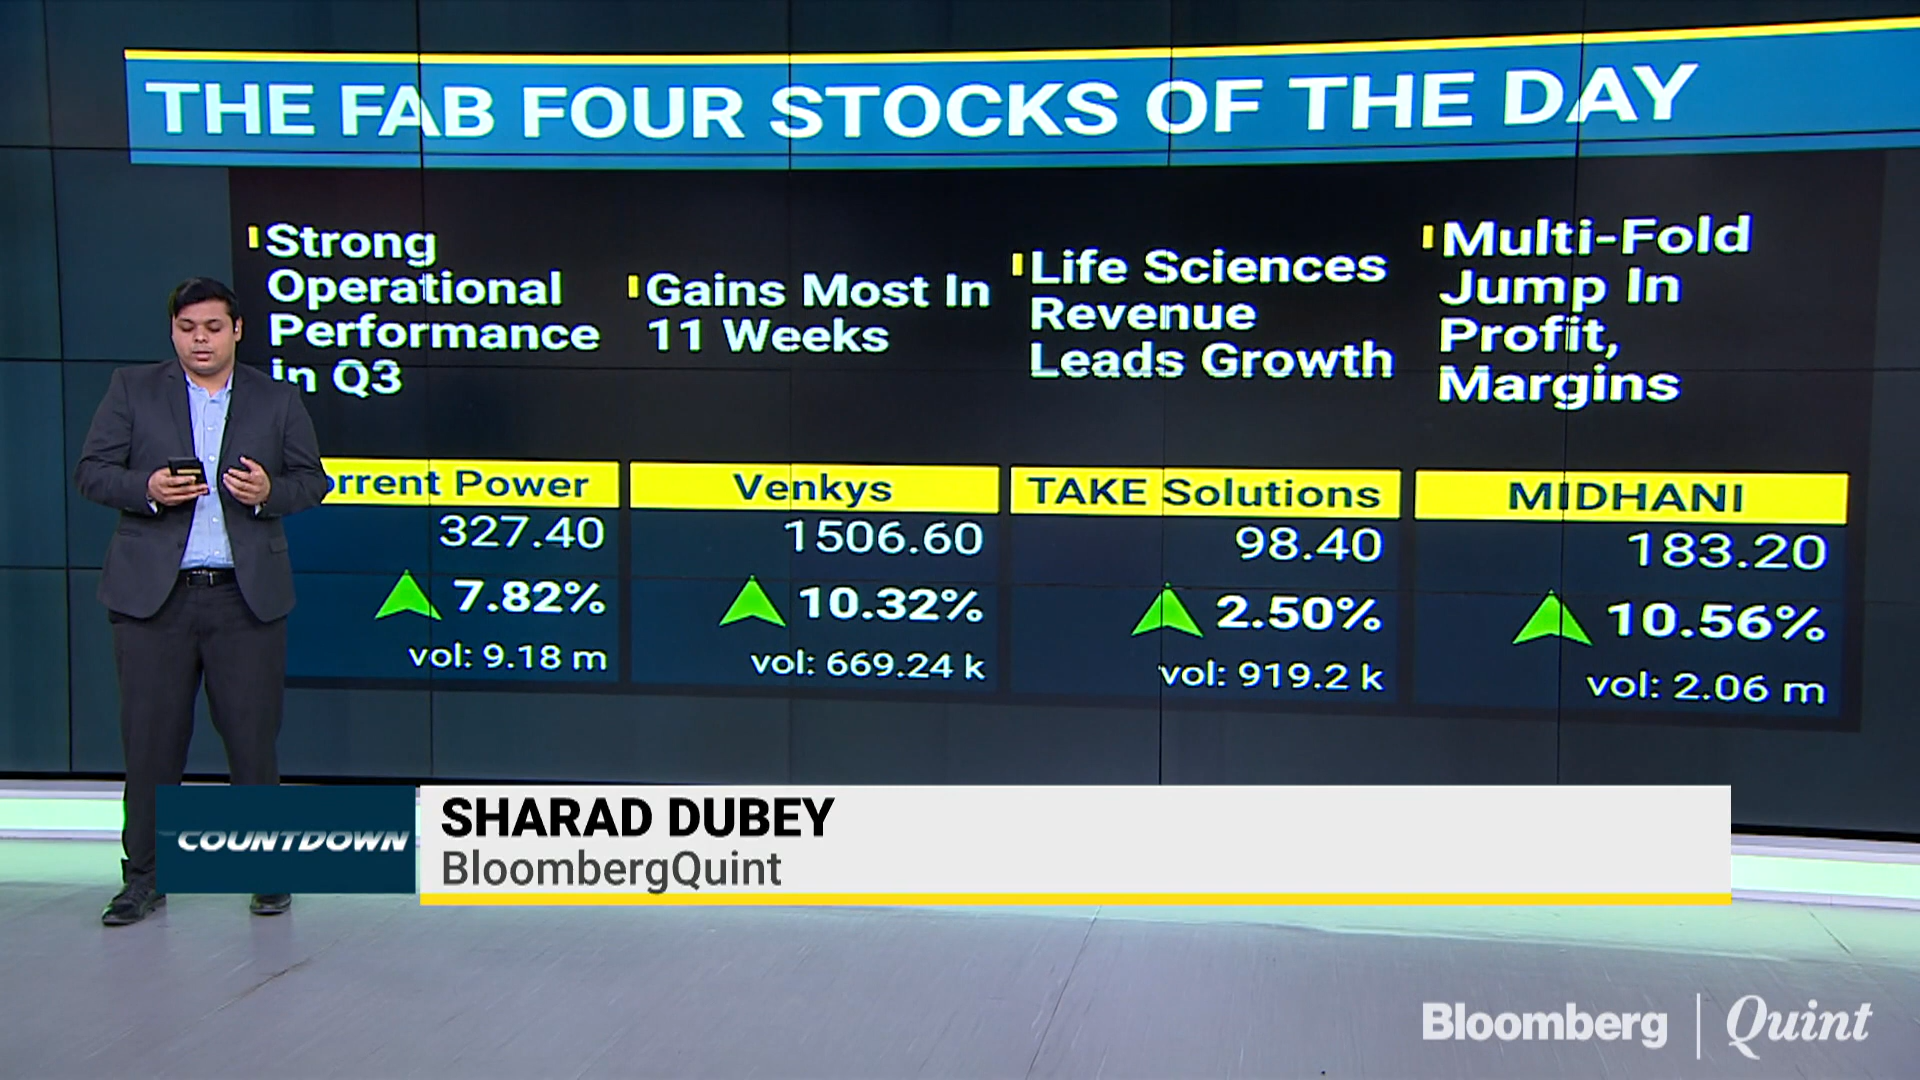 THE FAB FOUR STOCKS OF THE DAY
Strong
Operational
Performance
in Q3
Gains Most In
11 Weeks
Life Sciences
Revenue
Leads Growth
Multi-Fold
Jump In
Profit,
Margins
orrent Power
327.40
7.82%
vol: 9.18 m
Venkys
1506.60
10.32%
vol: 669.24 k
TAKE Solutions
98.40
2.50%
vol: 919.2 k
MIDHANI
183.20
10.56%
vol: 2.06 m
COUNTDOWN
SHARAD DUBEY
BloombergQuint
Bloomberg | Quint